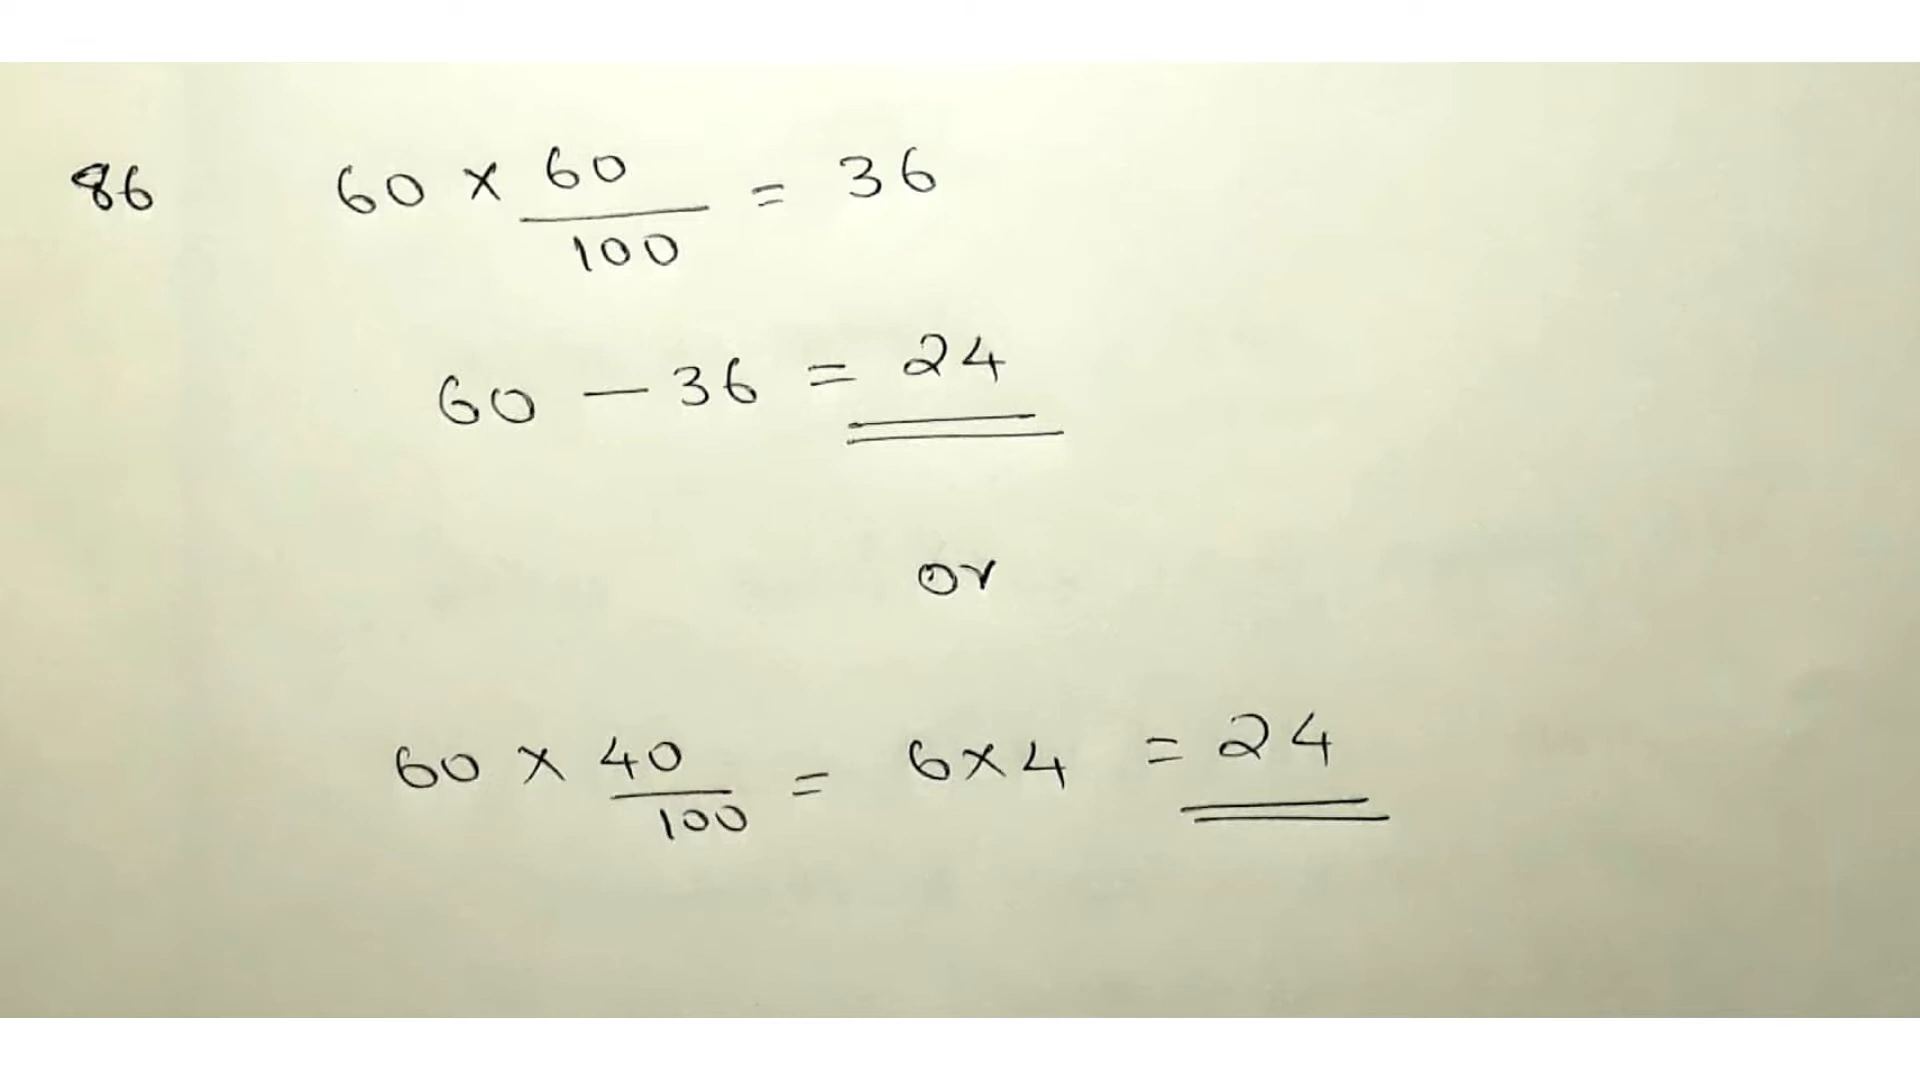 86 60 × 60/100 = 36
60 — 36 = 24
or
60 × 40/100 = 6×4 = 24